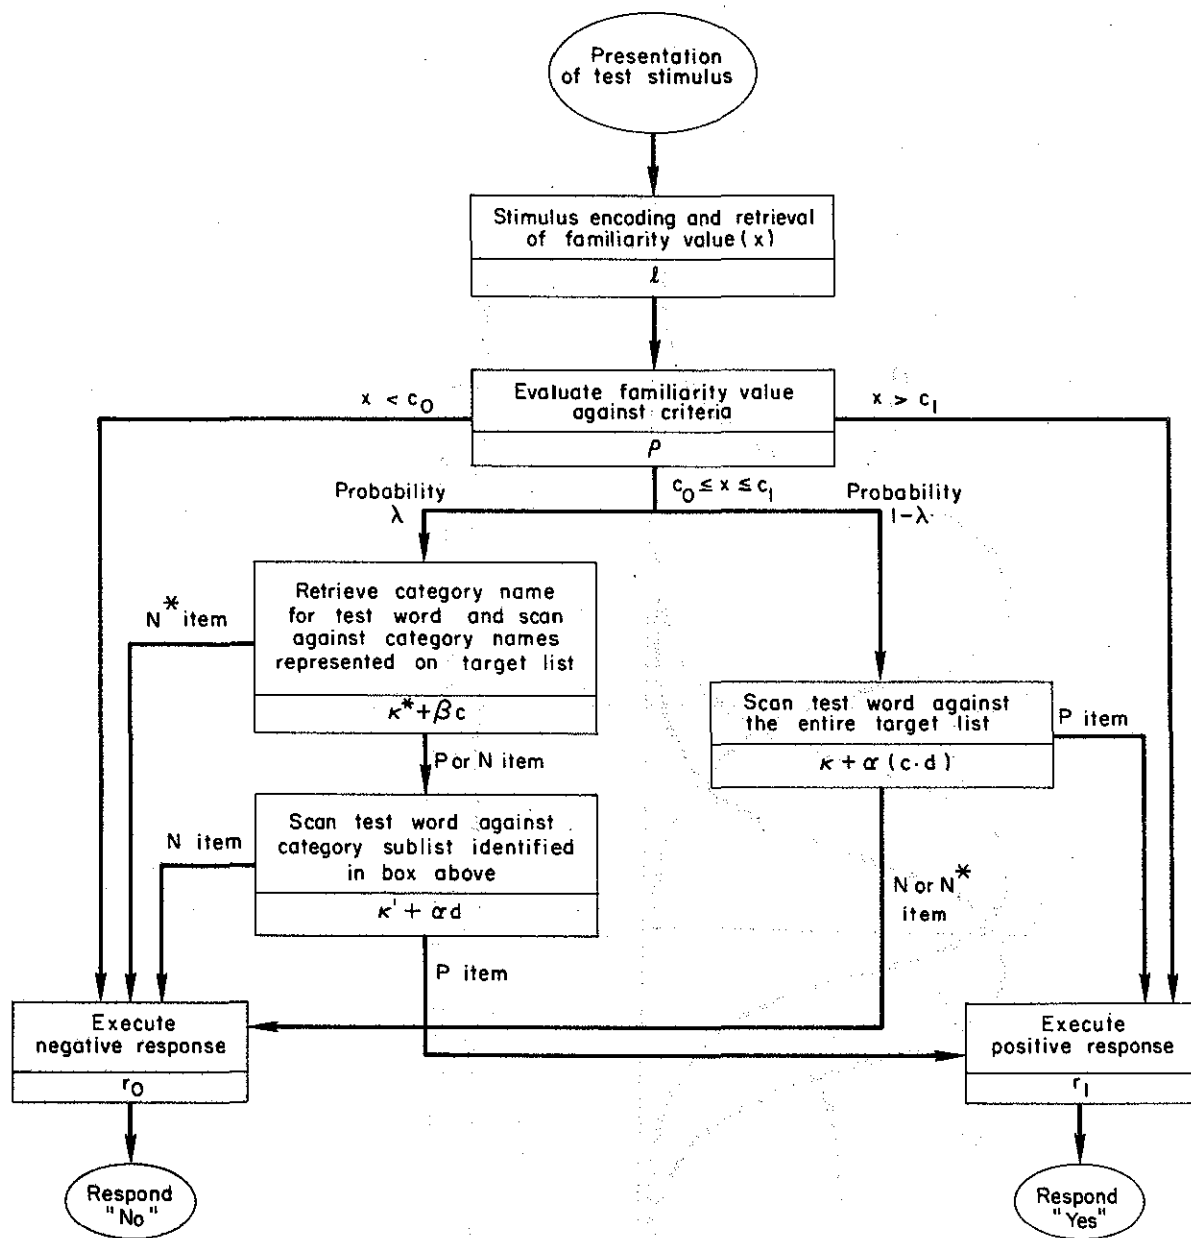 Presentation
of test stimulus
Stimulus encoding and retrieval
of familiarity value (x)
ℓ
Evaluate familiarity value
against criteria
ρ
x < c₀
x > c₁
c₀ ≤ x ≤ c₁
Probability
λ
Probability
1-λ
Retrieve category name
for test word and scan
against category names
represented on target list
κ* + βc
N* item
P or N item
Scan test word against
the entire target list
κ + α (c·d)
P item
Scan test word against
category sublist identified
in box above
κ' + αd
N item
P item
N or N*
item
Execute
negative response
r₀
Execute
positive response
r₁
Respond
"No"
Respond
"Yes"